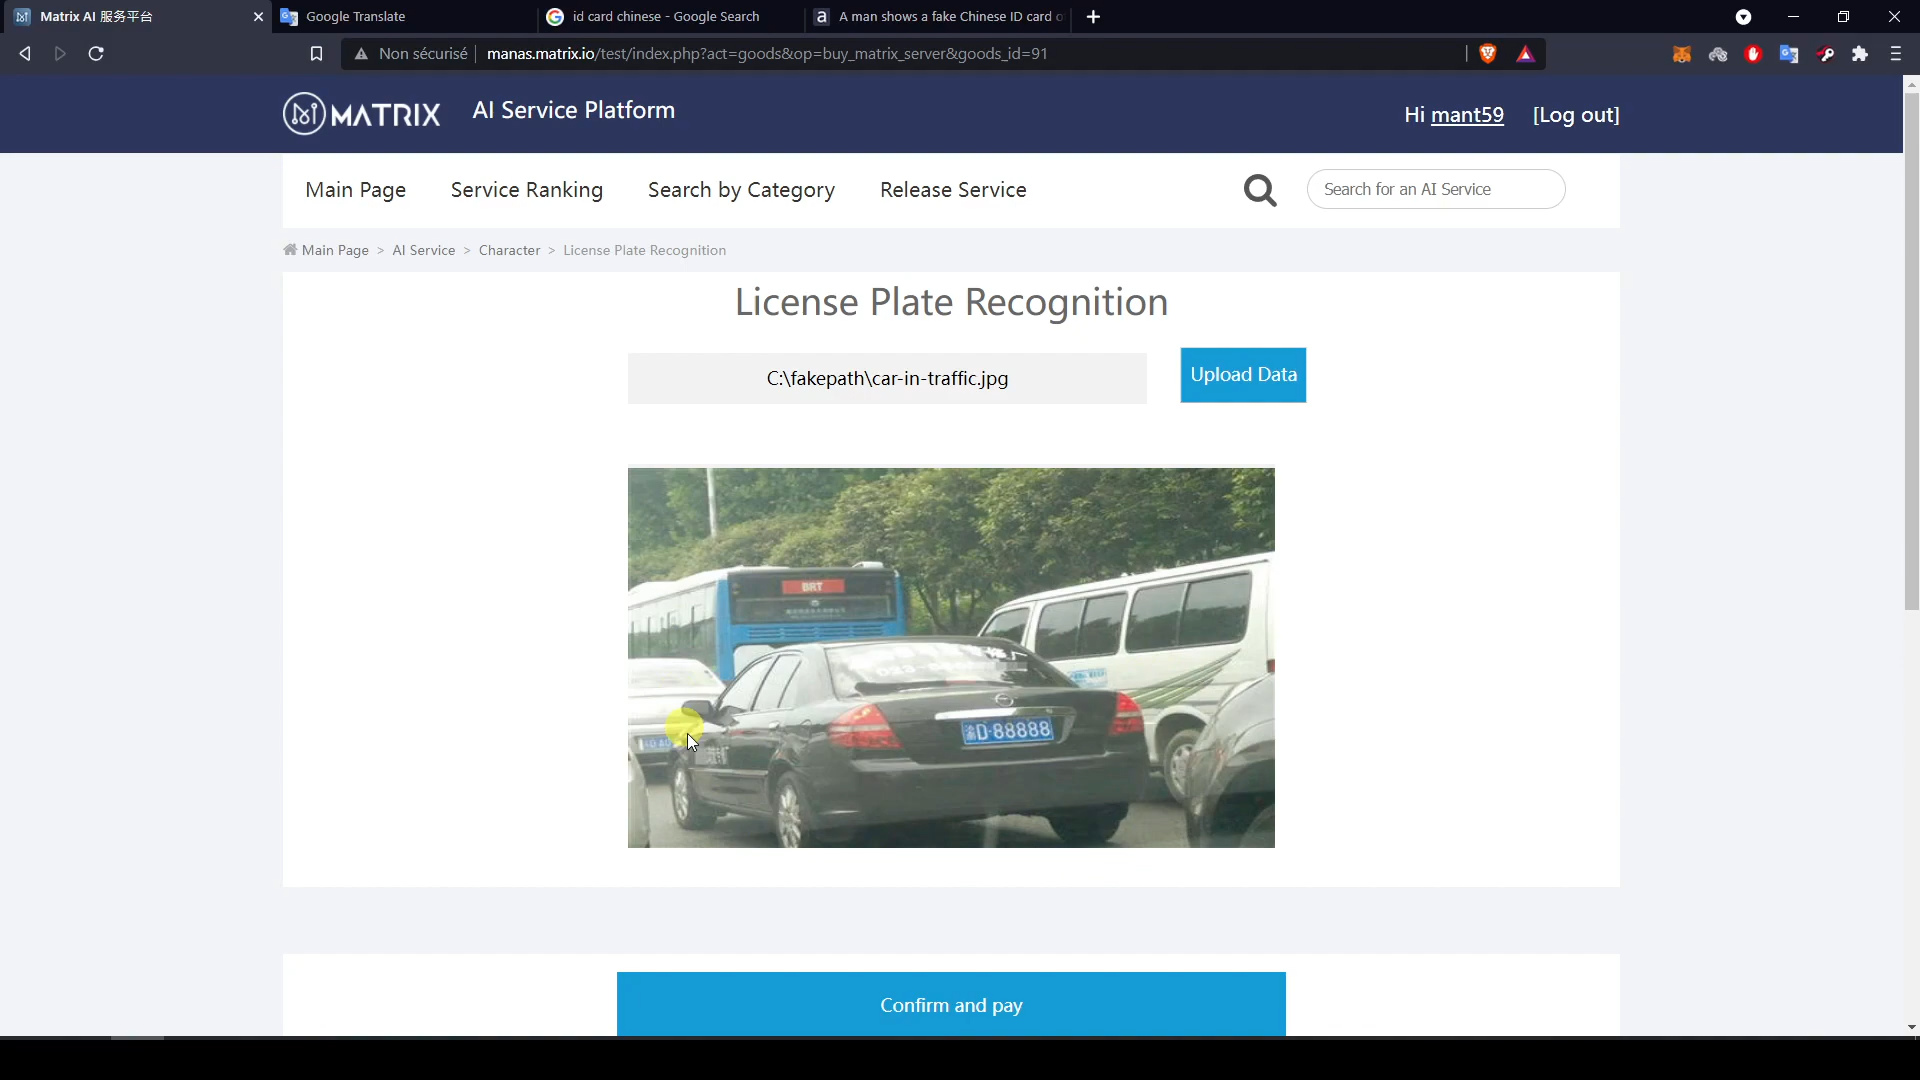 Matrix AI 服务平台
Google Translate
id card chinese - Google Search
A man shows a fake Chinese ID card o
Non sécurisé
manas.matrix.io/test/index.php?act=goods&op=buy_matrix_server&goods_id=91
MATRIX
AI Service Platform
Hi mant59
[Log out]
Main Page
Service Ranking
Search by Category
Release Service
Search for an AI Service
Main Page > AI Service > Character > License Plate Recognition
License Plate Recognition
C:\fakepath\car-in-traffic.jpg
Upload Data
BRT
渝D·88888
Confirm and pay